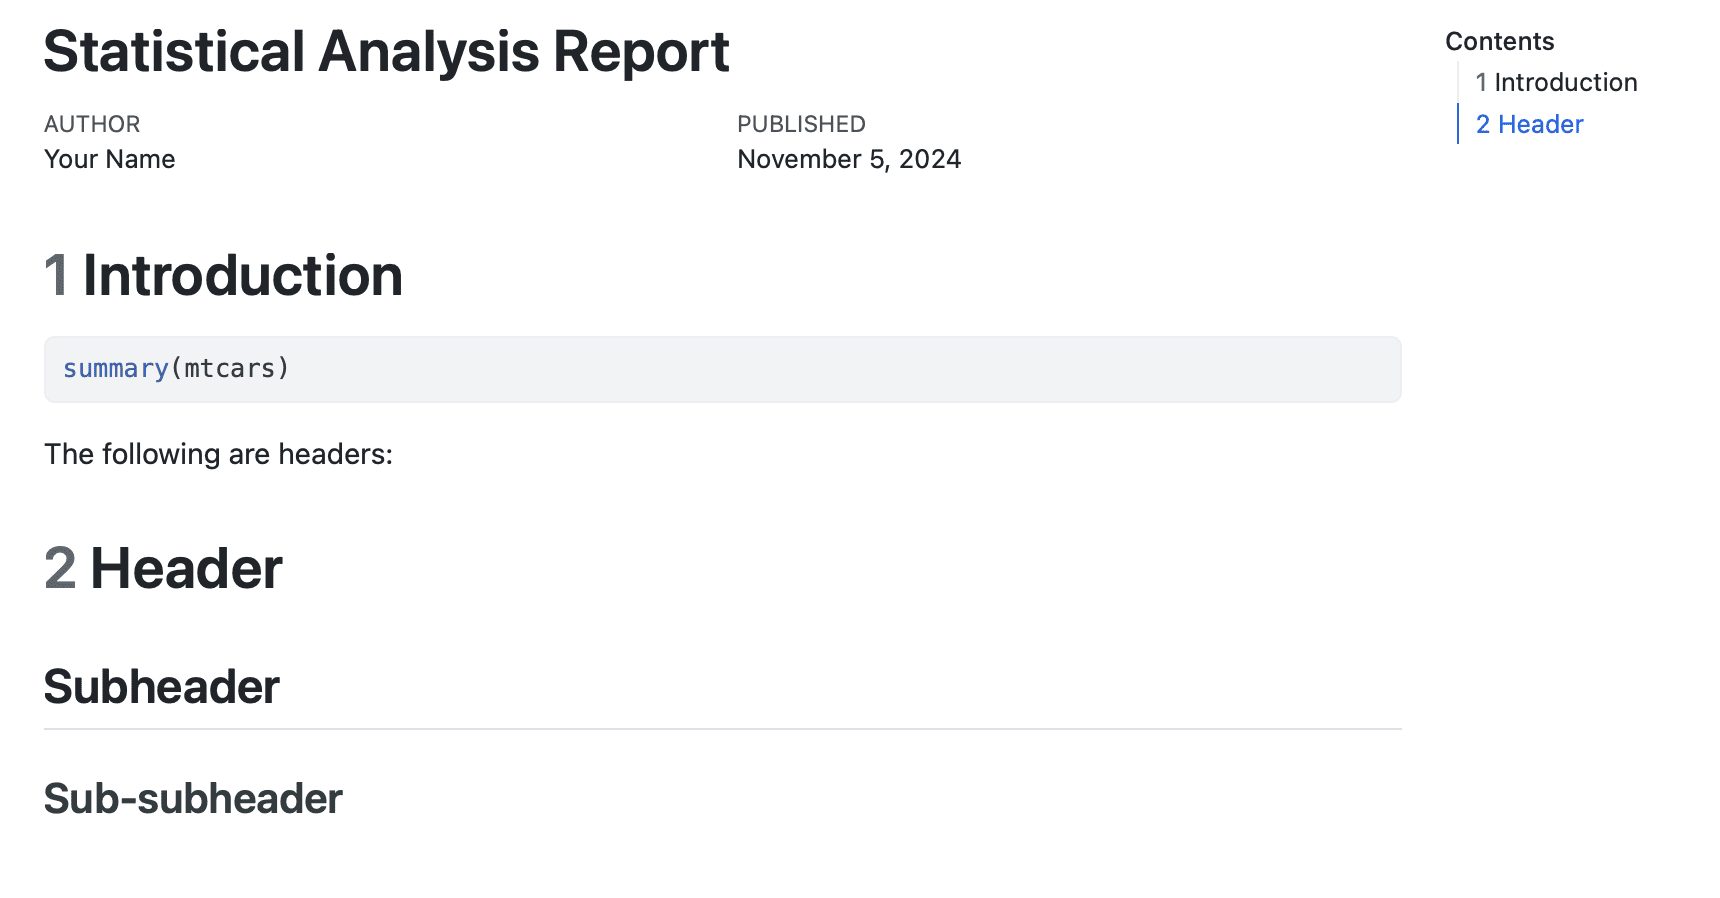 Statistical Analysis Report
AUTHOR
Your Name
PUBLISHED
November 5, 2024
Contents
1 Introduction
2 Header
1 Introduction
summary(mtcars)
The following are headers:
2 Header
Subheader
Sub-subheader